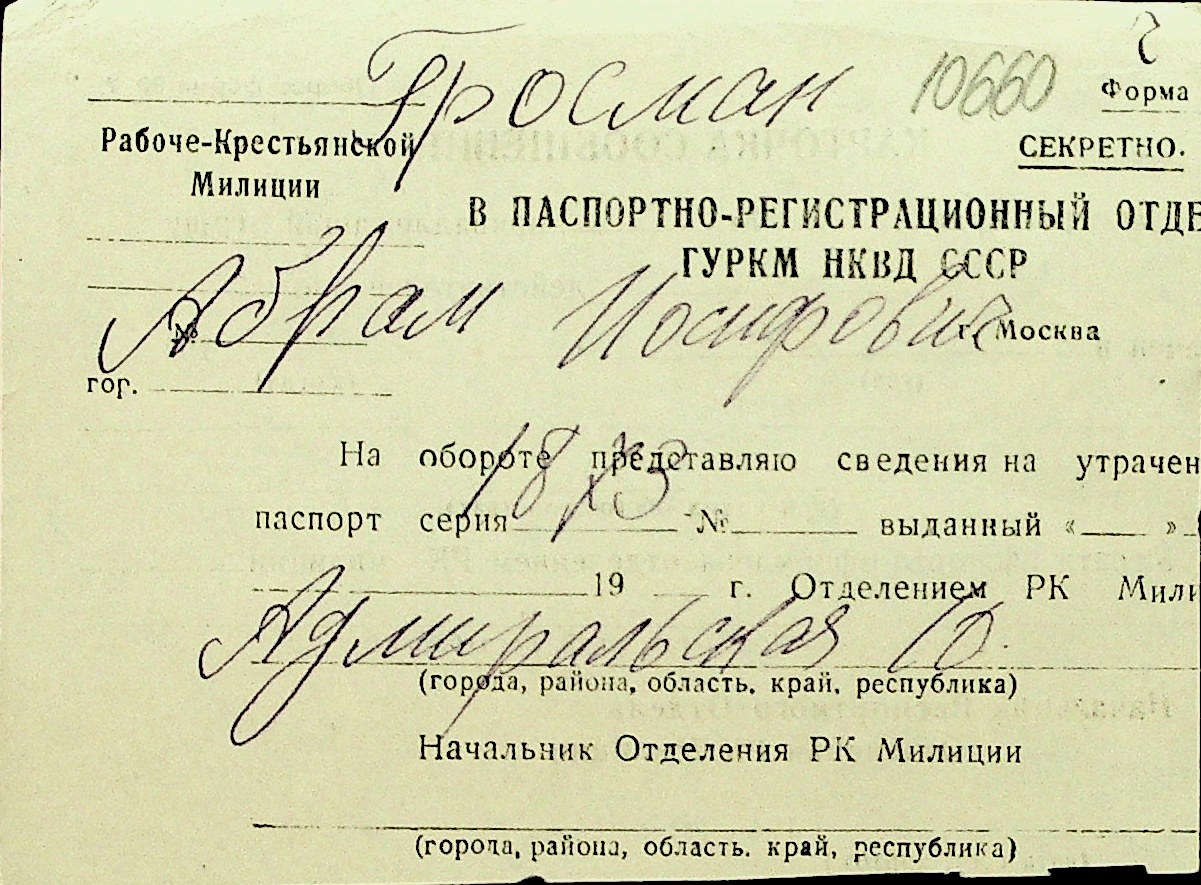 Гросман 10660
Форма
Рабоче-Крестьянской
Милиции
СЕКРЕТНО.
В ПАСПОРТНО-РЕГИСТРАЦИОННЫЙ ОТДЕ
ГУРКМ НКВД СССР
Абрам Иосифович
№ г. Москва
гор.
На обороте представляю сведения на утрачен
1873
паспорт серия № выданный « »
19 г. Отделением РК Мили
Адмиральская
(города, района, область, край, республика)
Начальник Отделения РК Милиции
(города, района, область, край, республика)